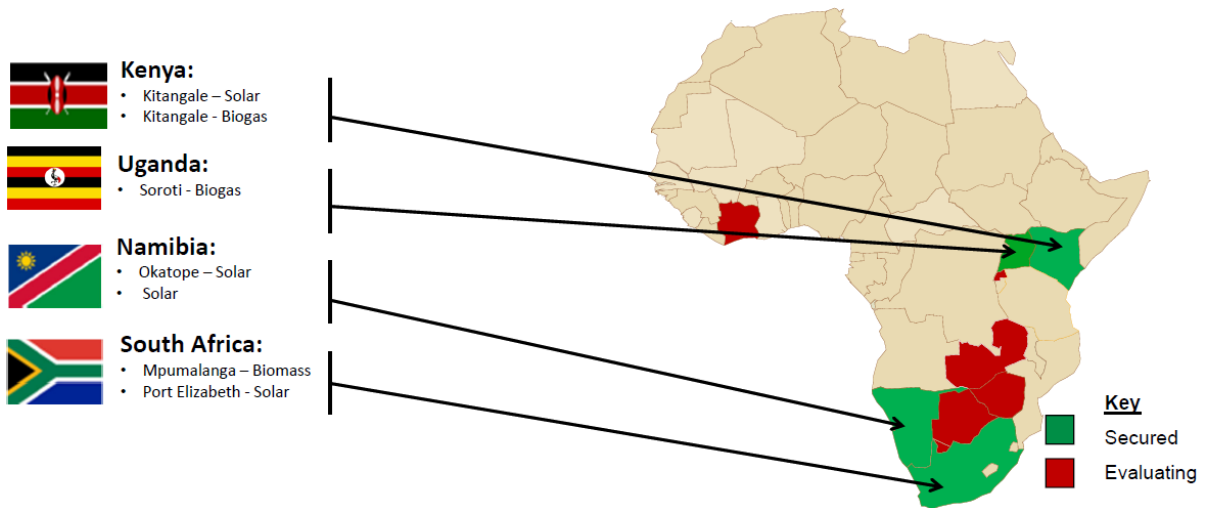 Kenya:
• Kitangale – Solar
• Kitangale - Biogas
Uganda:
• Soroti - Biogas
Namibia:
• Okatope – Solar
• Solar
South Africa:
• Mpumalanga – Biomass
• Port Elizabeth - Solar
Key
Secured
Evaluating